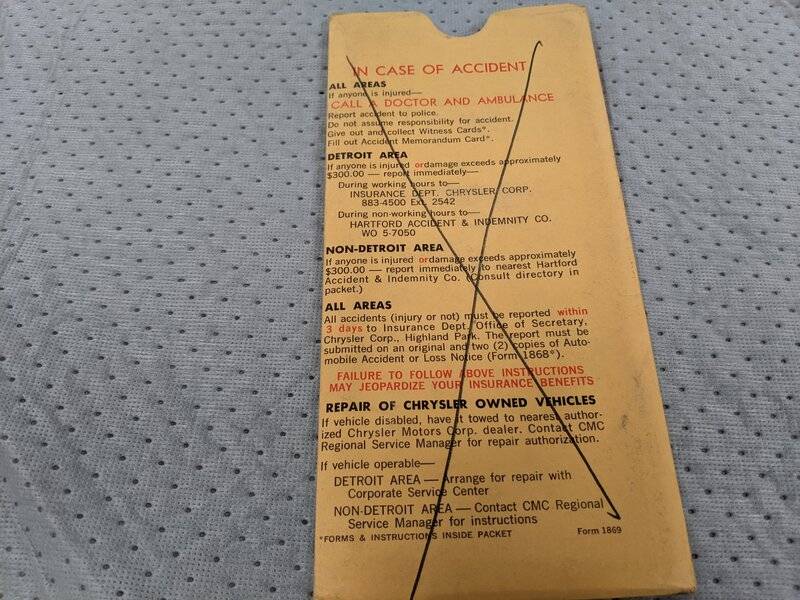 IN CASE OF ACCIDENT
ALL AREAS
If anyone is injured—
CALL A DOCTOR AND AMBULANCE
Report accident to police.
Do not assume responsibility for accident.
Give out and collect Witness Cards*.
Fill out Accident Memorandum Card*.
DETROIT AREA
If anyone is injured or damage exceeds approximately
$300.00 — report immediately—
During working hours to—
INSURANCE DEPT. CHRYSLER CORP.
883-4500 Ext. 2542
During non-working hours to—
HARTFORD ACCIDENT & INDEMNITY CO.
WO 5-7050
NON-DETROIT AREA
If anyone is injured or damage exceeds approximately
$300.00 — report immediately to nearest Hartford
Accident & Indemnity Co. (Consult directory in
packet.)
ALL AREAS
All accidents (injury or not) must be reported within
3 days to Insurance Dept. Office of Secretary,
Chrysler Corp., Highland Park. The report must be
submitted on an original and two (2) copies of Auto-
mobile Accident or Loss Notice (Form 1868*).
FAILURE TO FOLLOW ABOVE INSTRUCTIONS
MAY JEOPARDIZE YOUR INSURANCE BENEFITS
REPAIR OF CHRYSLER OWNED VEHICLES
If vehicle disabled, have it towed to nearest author-
ized Chrysler Motors Corp. dealer. Contact CMC
Regional Service Manager for repair authorization.
If vehicle operable—
DETROIT AREA — Arrange for repair with
Corporate Service Center
NON-DETROIT AREA — Contact CMC Regional
Service Manager for instructions
*FORMS & INSTRUCTIONS INSIDE PACKET Form 1869